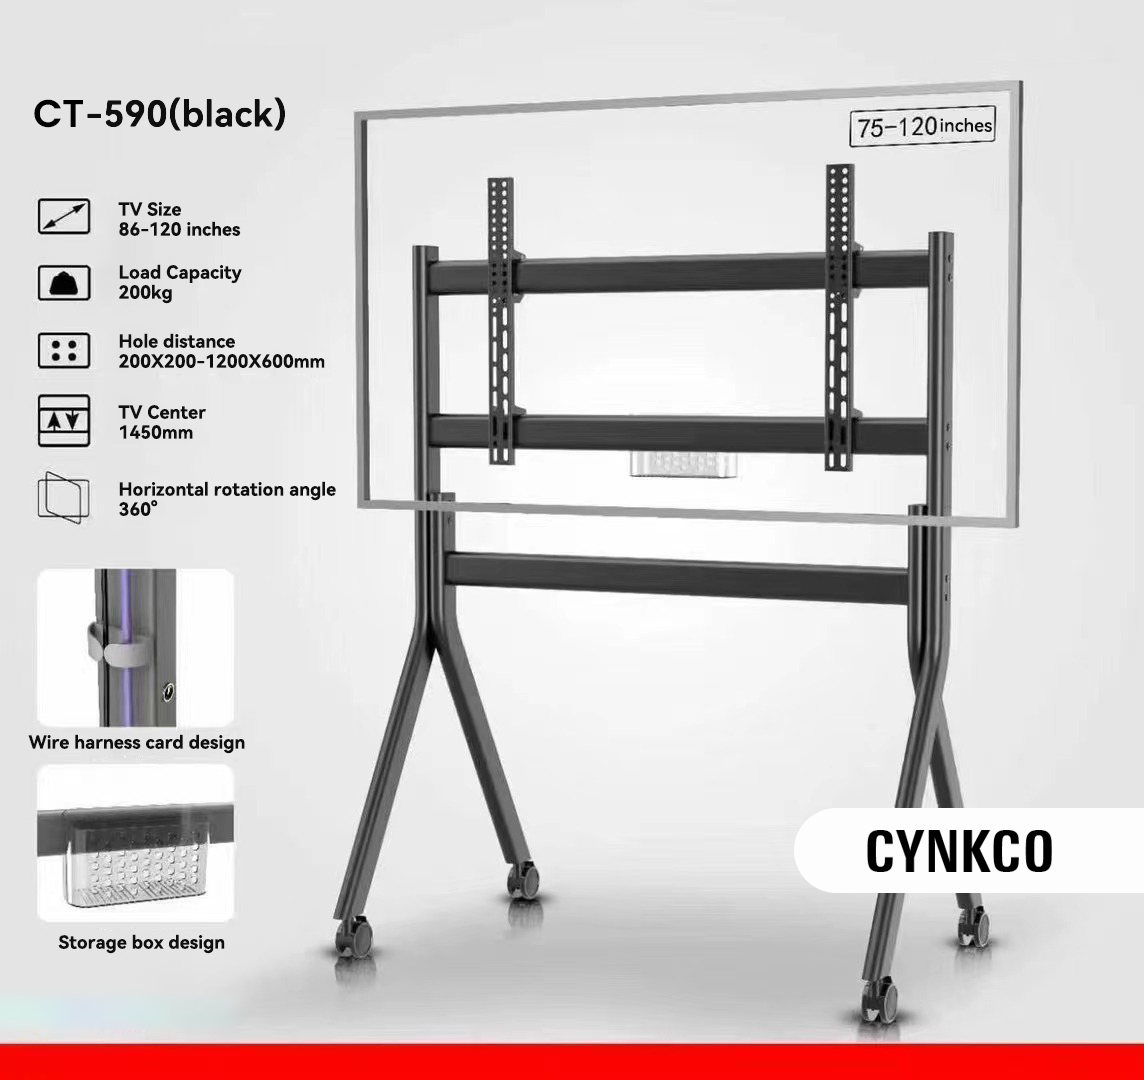 CT-590(black)
75-120inches
TV Size
86-120 inches
Load Capacity
200kg
Hole distance
200X200-1200X600mm
TV Center
1450mm
Horizontal rotation angle
360°
Wire harness card design
Storage box design
CYNKCO